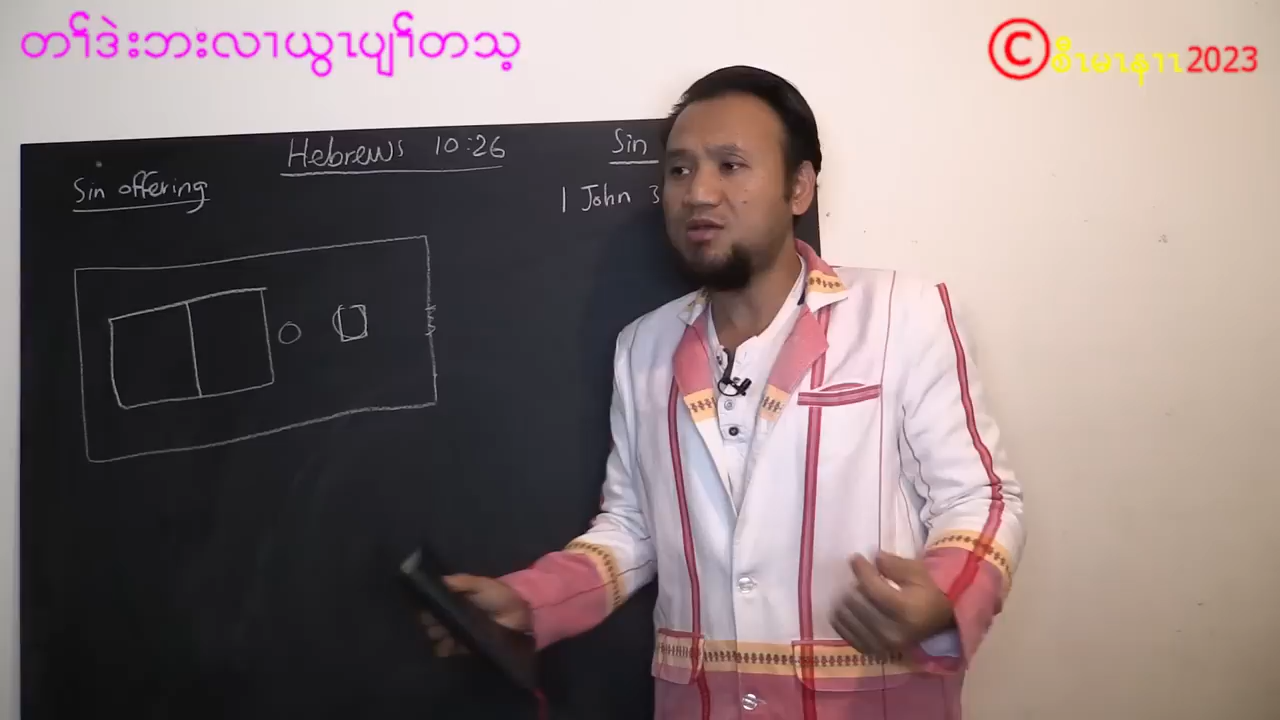 တၢ်ဒဲးဘးလၢယွၤပျၢ်တသ့
©စီၤမၤနၢၤ2023
Hebrews 10:26
Sin
Sin offering
1 John 3